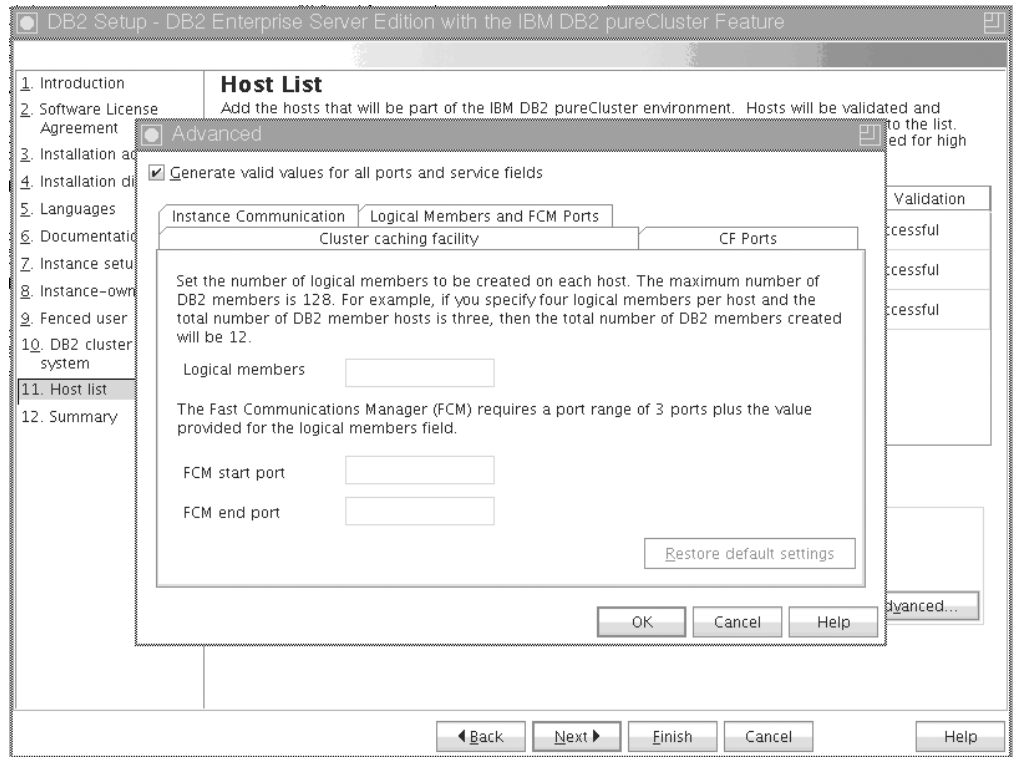 DB2 Setup - DB2 Enterprise Server Edition with the IBM DB2 pureCluster Feature
1. Introduction
2. Software License
Agreement
3. Installation ac
4. Installation di
5. Languages
6. Documentatio
7. Instance setu
8. Instance-own
9. Fenced user
10. DB2 cluster
system
11. Host list
12. Summary
Host List
Add the hosts that will be part of the IBM DB2 pureCluster environment. Hosts will be validated and
to the list.
ed for high
Validation
ccessful
ccessful
ccessful
Advanced
Generate valid values for all ports and service fields
Instance Communication
Logical Members and FCM Ports
Cluster caching facility
CF Ports
Set the number of logical members to be created on each host. The maximum number of
DB2 members is 128. For example, if you specify four logical members per host and the
total number of DB2 member hosts is three, then the total number of DB2 members created
will be 12.
Logical members
The Fast Communications Manager (FCM) requires a port range of 3 ports plus the value
provided for the logical members field.
FCM start port
FCM end port
Restore default settings
OK
Cancel
Help
dvanced...
Back
Next
Finish
Cancel
Help